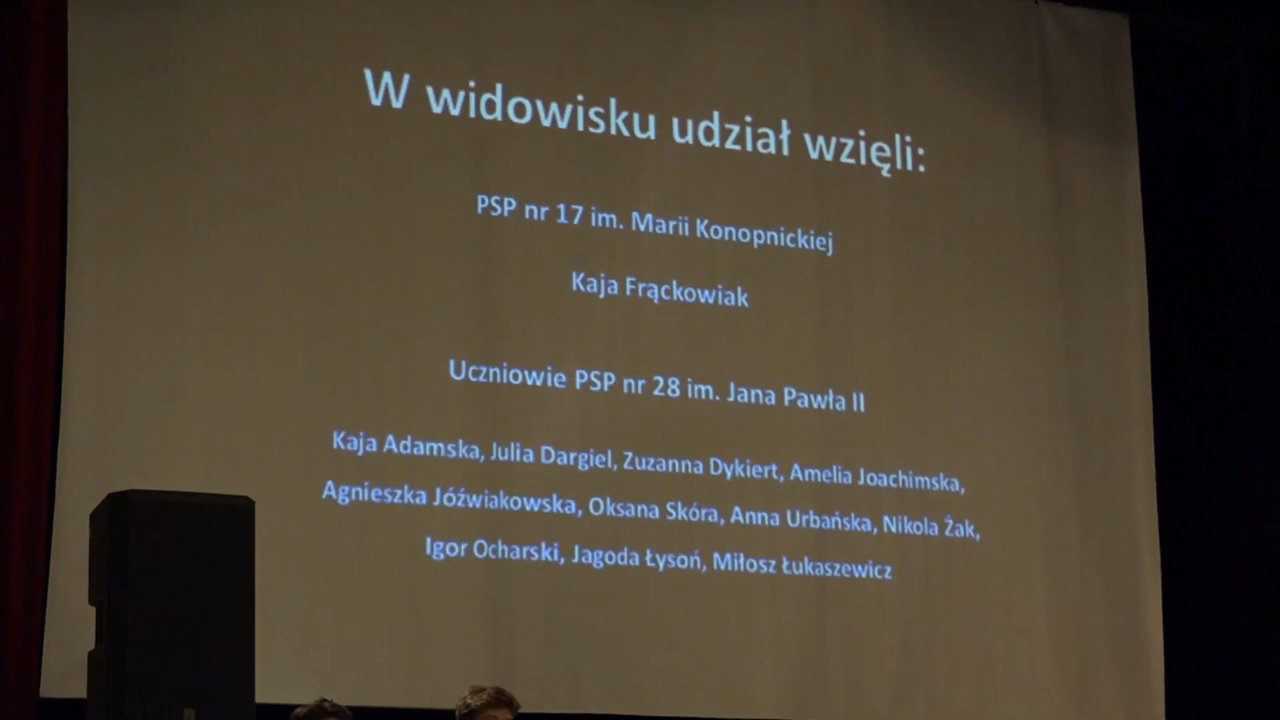 W widowisku udział wzięli:
PSP nr 17 im. Marii Konopnickiej
Kaja Frąckowiak
Uczniowie PSP nr 28 im. Jana Pawła II
Kaja Adamska, Julia Dargiel, Zuzanna Dykiert, Amelia Joachimska,
Agnieszka Jóźwiakowska, Oksana Skóra, Anna Urbańska, Nikola Żak,
Igor Ocharski, Jagoda Łysoń, Miłosz Łukaszewicz